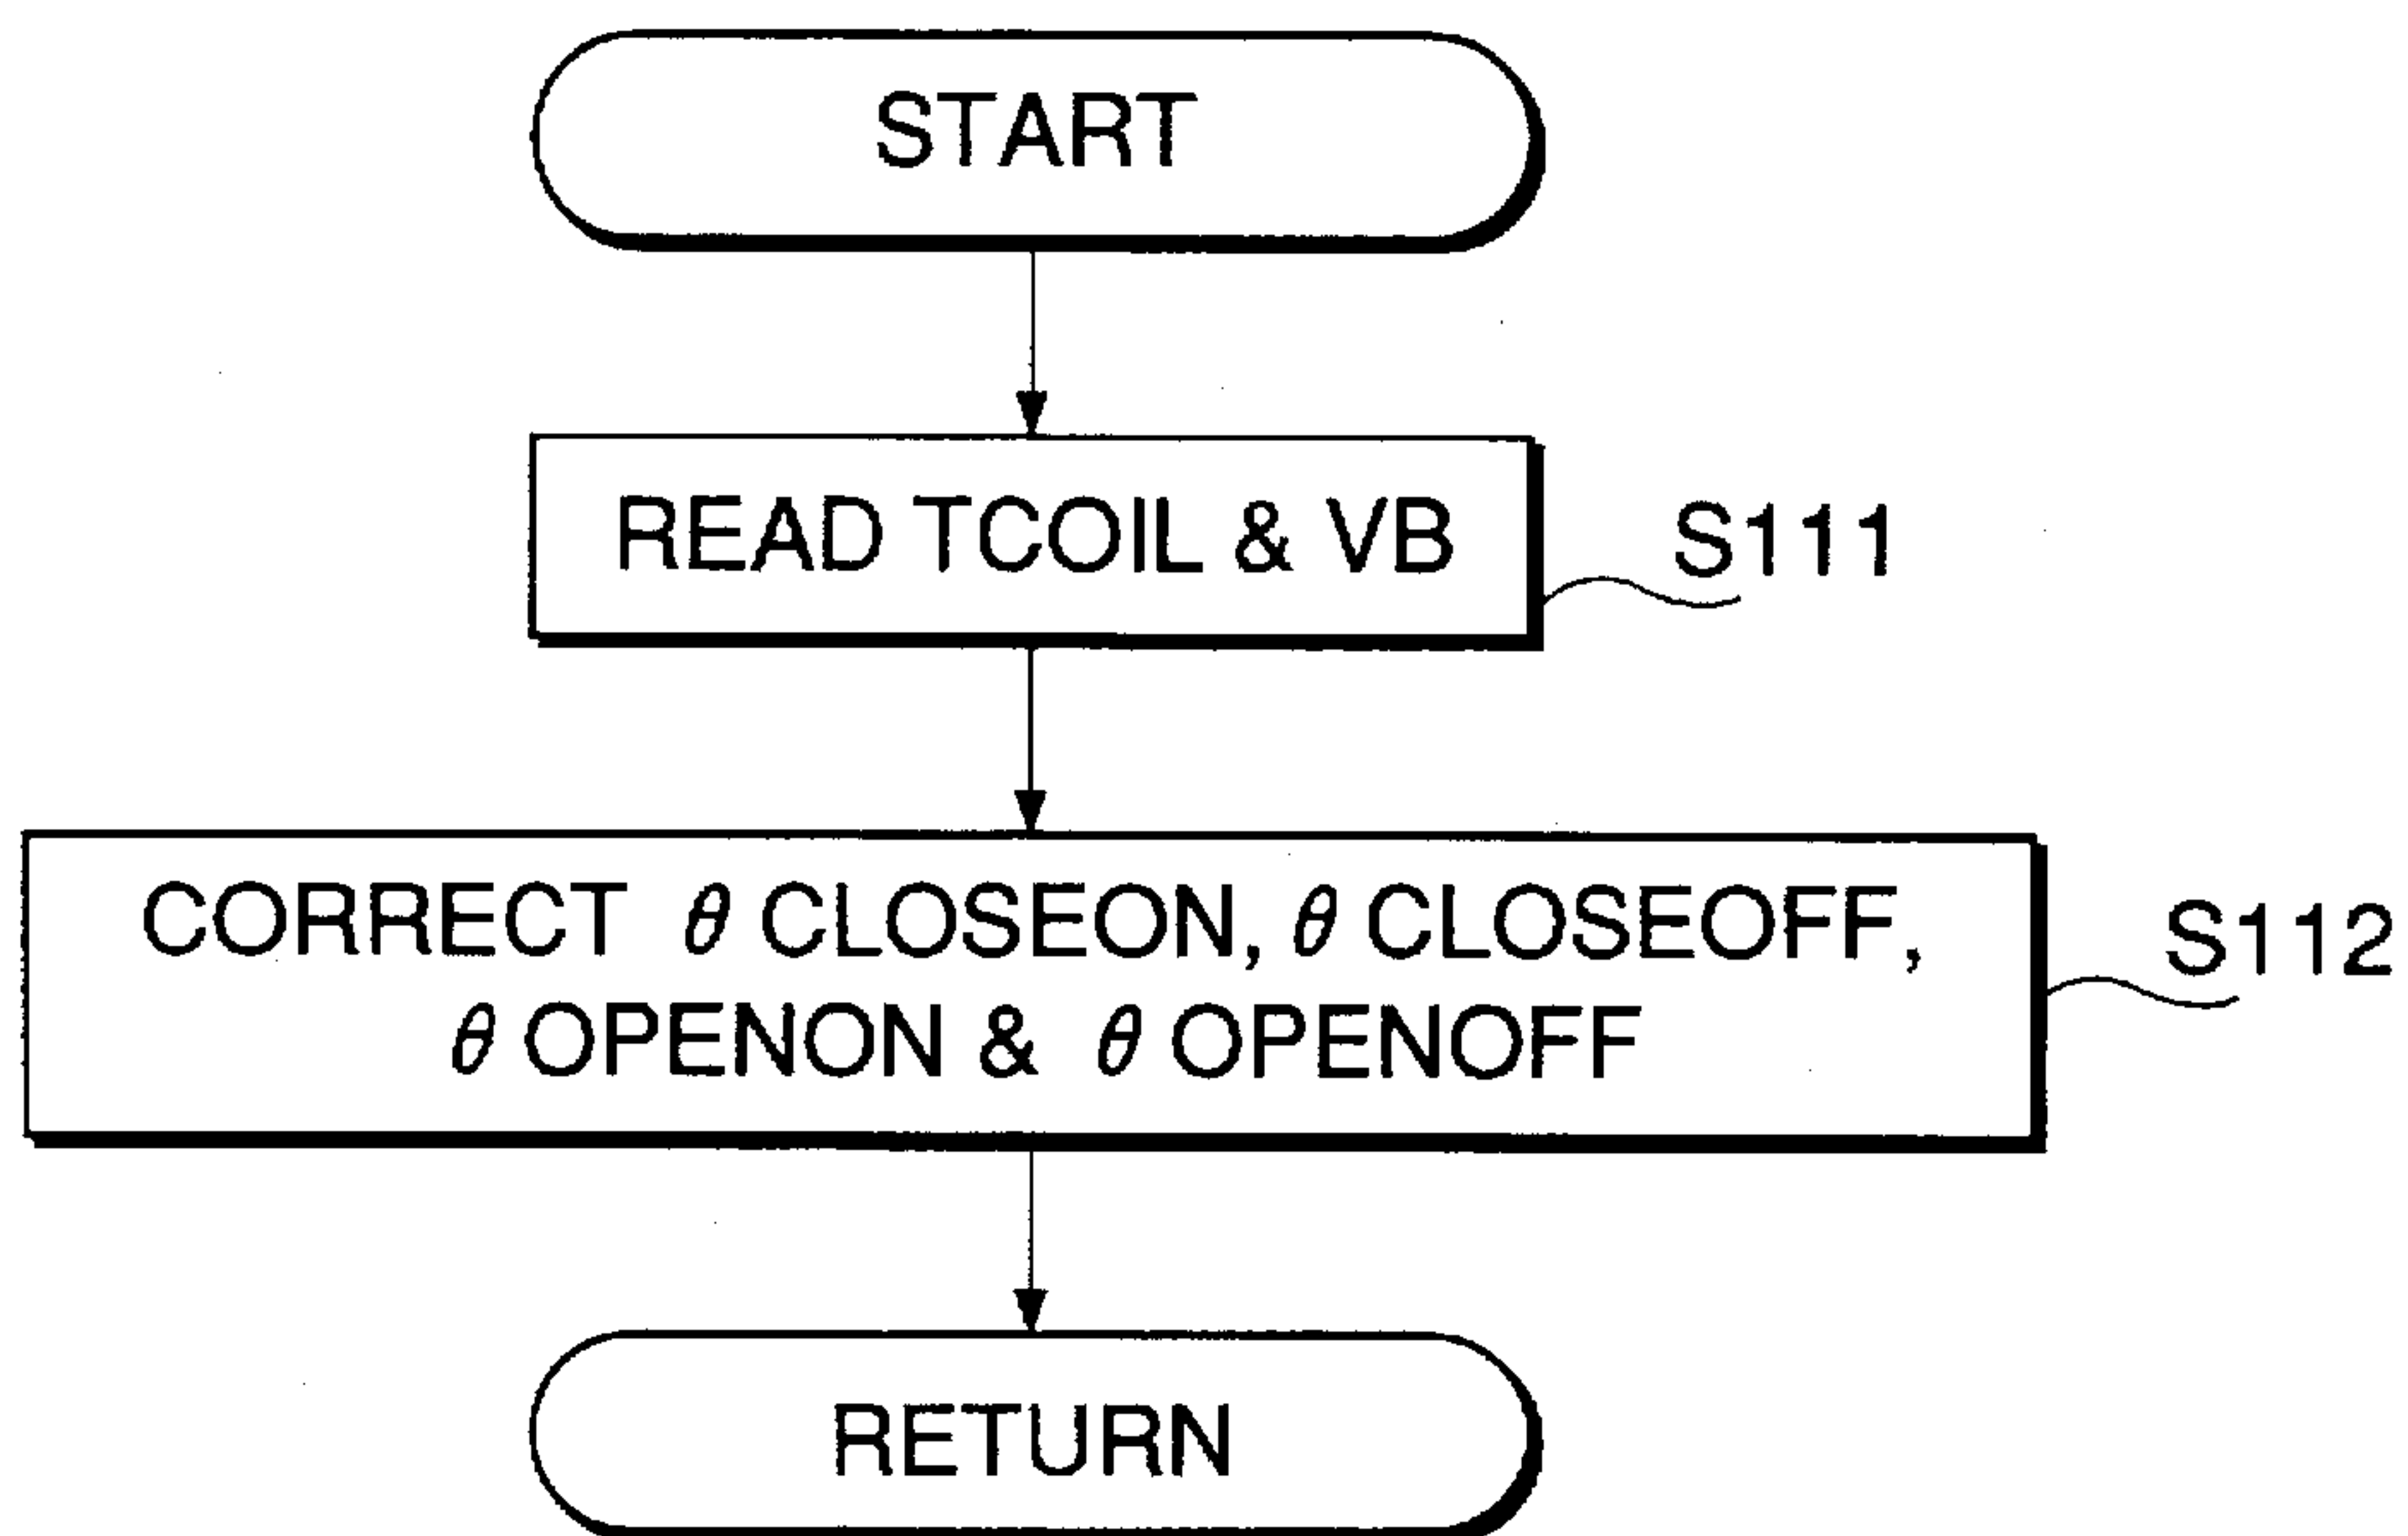 START
READ TCOIL & VB
S111
CORRECT θ CLOSEON, θ CLOSEOFF,
θ OPENON & θ OPENOFF
S112
RETURN